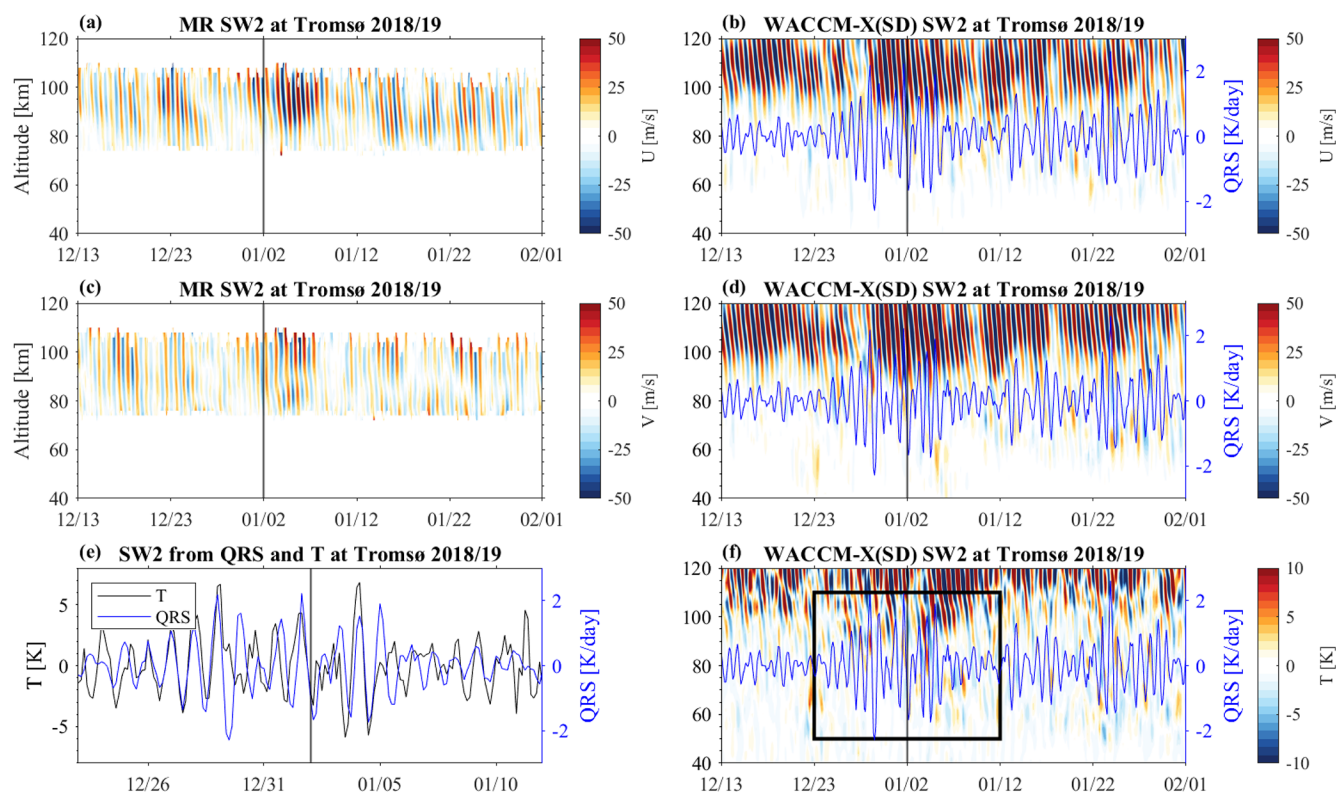 (a) MR SW2 at Tromsø 2018/19
120
100
80
60
40
Altitude [km]
12/13 12/23 01/02 01/12 01/22 02/01
50
25
0
-25
-50
U [m/s]
(b) WACCM-X(SD) SW2 at Tromsø 2018/19
120
100
80
60
40
12/13 12/23 01/02 01/12 01/22 02/01
2
1
0
-1
-2
QRS [K/day]
50
25
0
-25
-50
U [m/s]
(c) MR SW2 at Tromsø 2018/19
120
100
80
60
40
Altitude [km]
12/13 12/23 01/02 01/12 01/22 02/01
50
25
0
-25
-50
V [m/s]
(d) WACCM-X(SD) SW2 at Tromsø 2018/19
120
100
80
60
40
12/13 12/23 01/02 01/12 01/22 02/01
2
1
0
-1
-2
QRS [K/day]
50
25
0
-25
-50
V [m/s]
(e) SW2 from QRS and T at Tromsø 2018/19
T
QRS
5
0
-5
T [K]
12/26 12/31 01/05 01/10
2
1
0
-1
-2
QRS [K/day]
(f) WACCM-X(SD) SW2 at Tromsø 2018/19
120
100
80
60
40
12/13 12/23 01/02 01/12 01/22 02/01
2
1
0
-1
-2
QRS [K/day]
10
5
0
-5
-10
T [K]